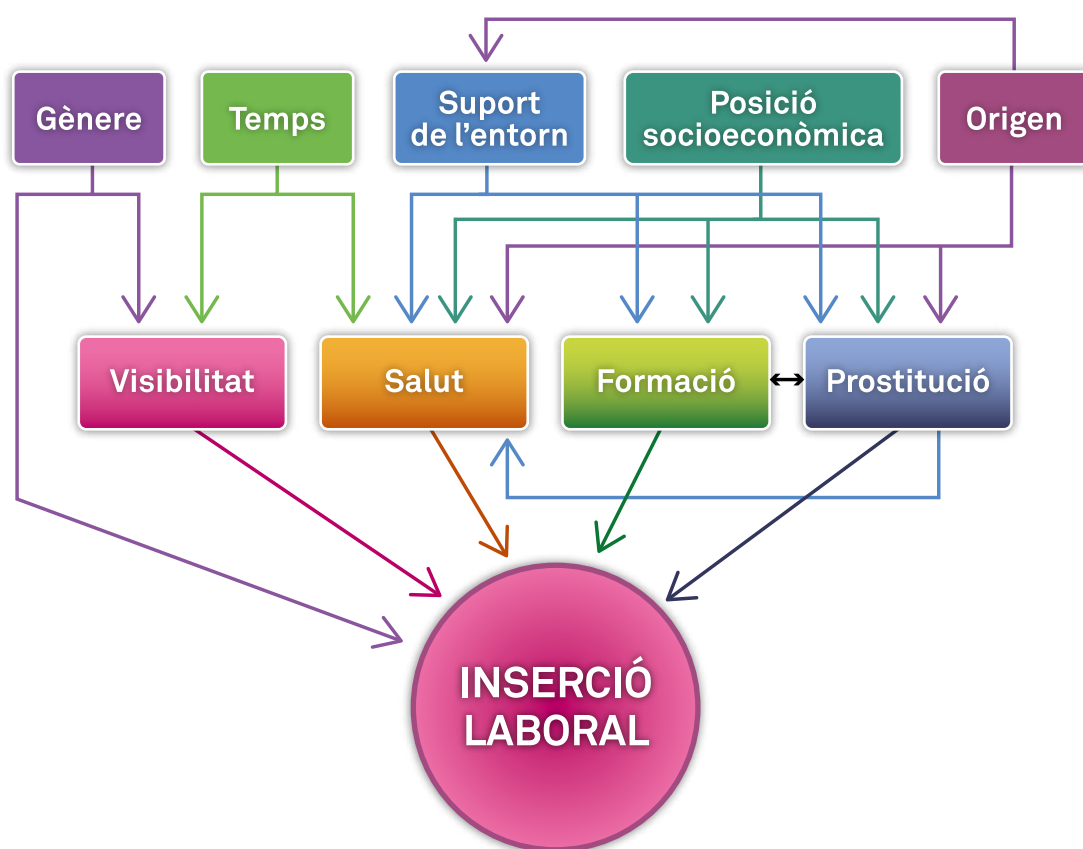 Gènere
Temps
Suport
de l'entorn
Posició
socioeconòmica
Origen
Visibilitat
Salut
Formació
Prostitució
INSERCIÓ
LABORAL